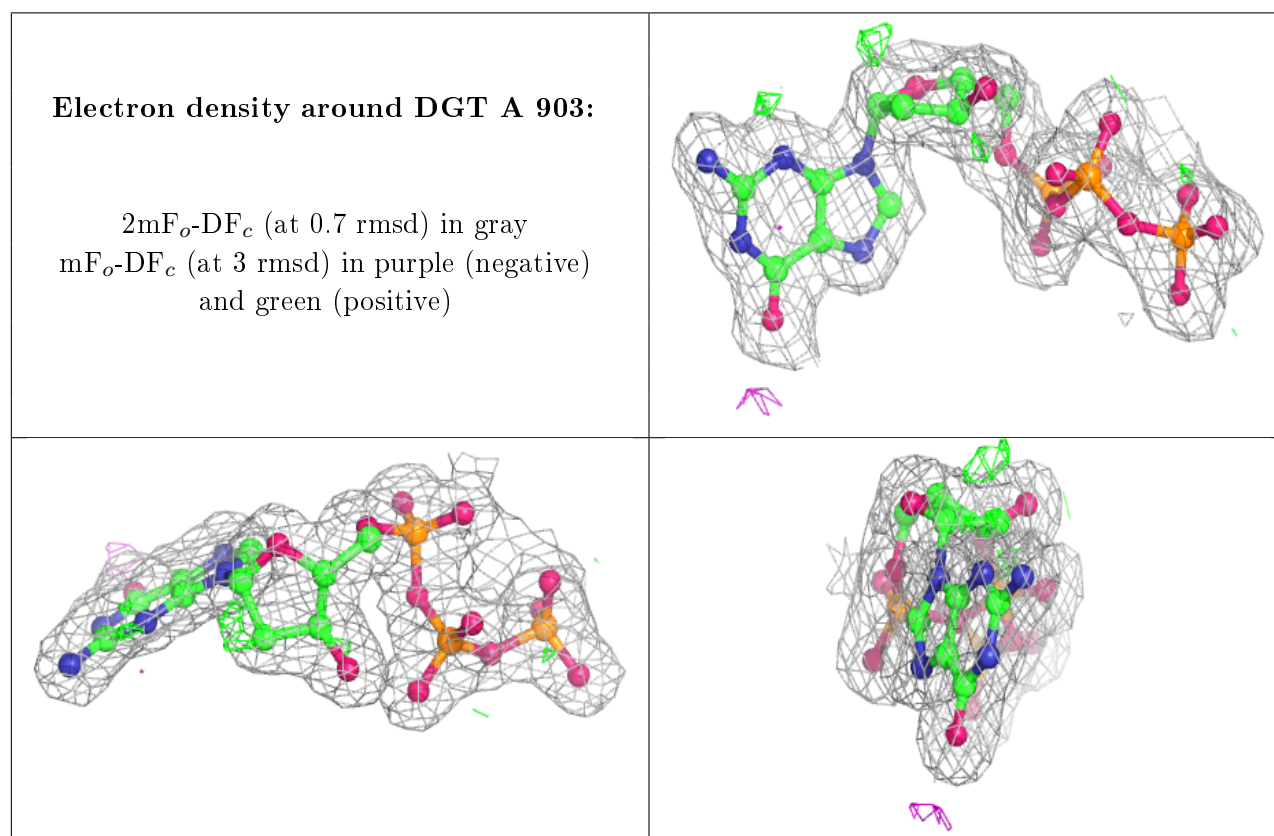 Electron density around DGT A 903:
2mFo-DFc (at 0.7 rmsd) in gray
mFo-DFc (at 3 rmsd) in purple (negative)
and green (positive)